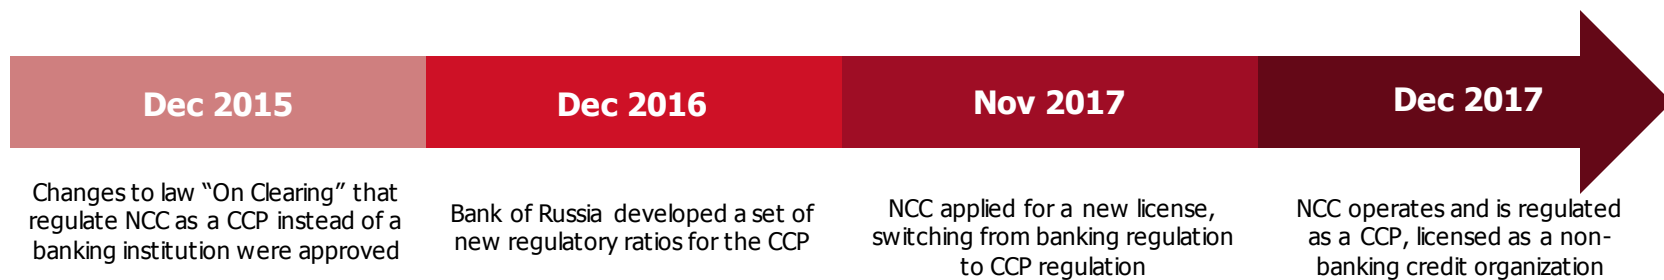 Dec 2015
Dec 2016
Nov 2017
Dec 2017
Changes to law “On Clearing” that
regulate NCC as a CCP instead of a
banking institution were approved
Bank of Russia developed a set of
new regulatory ratios for the CCP
NCC applied for a new license,
switching from banking regulation
to CCP regulation
NCC operates and is regulated
as a CCP, licensed as a non-
banking credit organization